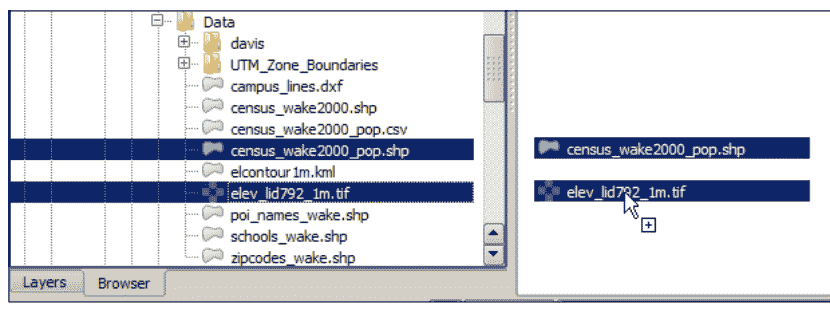 Data
davis
UTM_Zone_Boundaries
campus_lines.dxf
census_wake2000.shp
census_wake2000_pop.csv
census_wake2000_pop.shp
elcontour1m.kml
elev_lid792_1m.tif
poi_names_wake.shp
schools_wake.shp
zipcodes_wake.shp
Layers
Browser
census_wake2000_pop.shp
elev_lid792_1m.tif